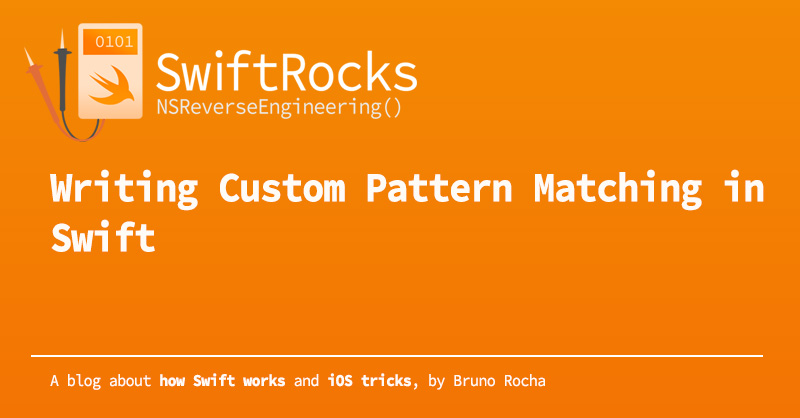 0101
SwiftRocks
NSReverseEngineering()
Writing Custom Pattern Matching in
Swift
A blog about how Swift works and iOS tricks, by Bruno Rocha